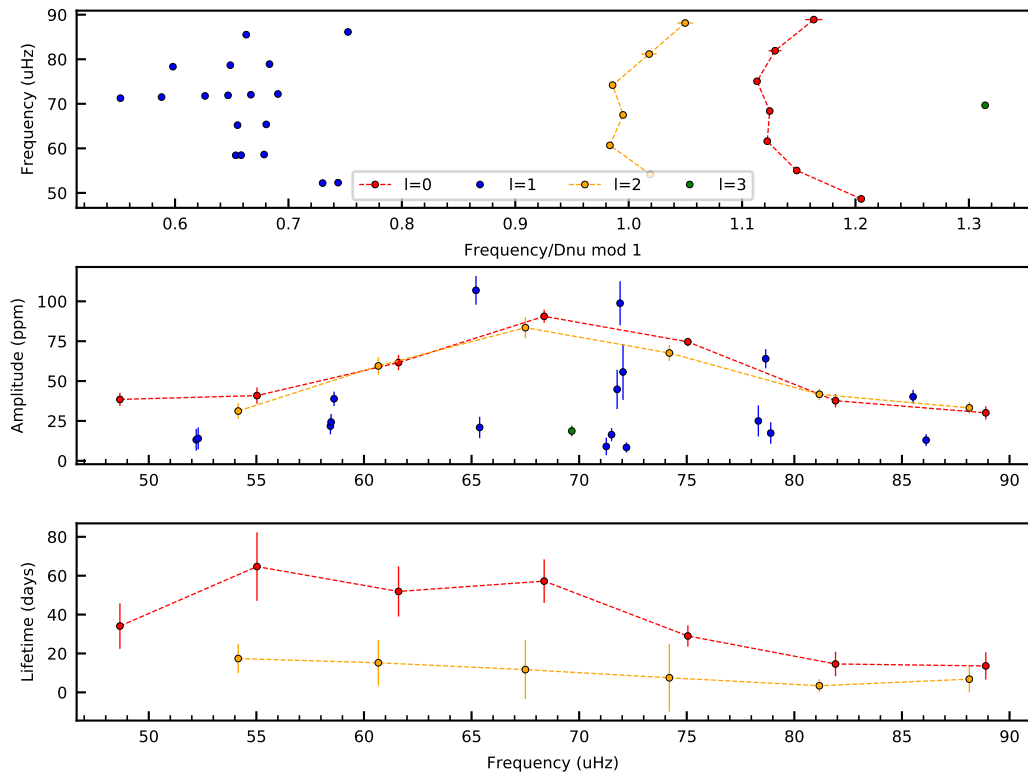 90
80
70
60
50
Frequency (uHz)
l=0 l=1 l=2 l=3
0.6 0.7 0.8 0.9 1.0 1.1 1.2 1.3
Frequency/Dnu mod 1
100
75
50
25
0
Amplitude (ppm)
50 55 60 65 70 75 80 85 90
80
60
40
20
0
Lifetime (days)
50 55 60 65 70 75 80 85 90
Frequency (uHz)